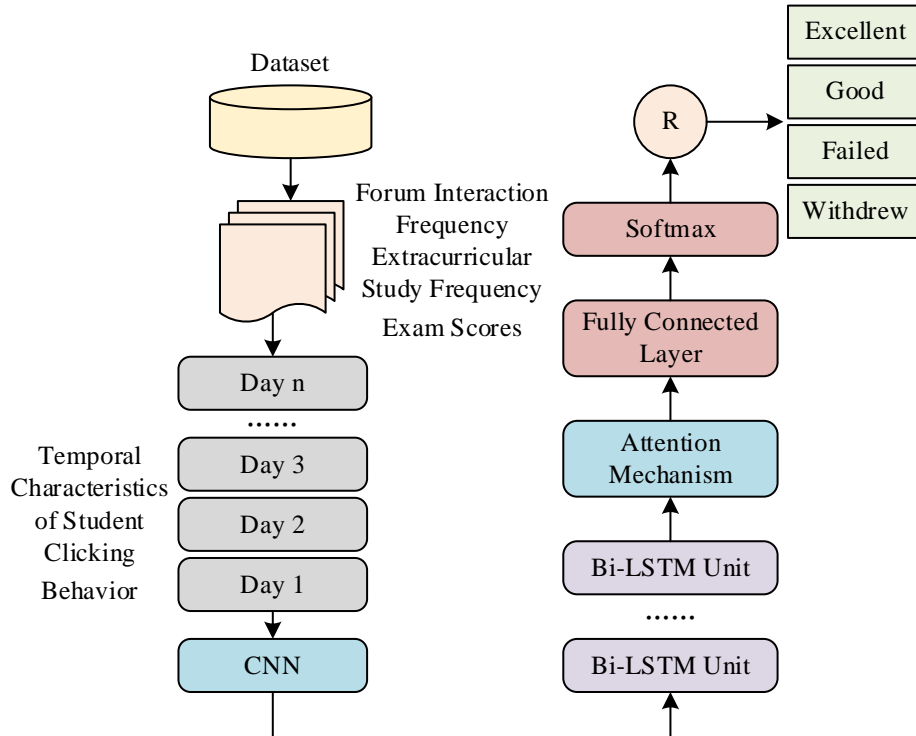 Dataset
Forum Interaction
Frequency
Extracurricular
Study Frequency
Exam Scores
Day n
......
Day 3
Day 2
Day 1
Temporal
Characteristics
of Student
Clicking
Behavior
CNN
Bi-LSTM Unit
......
Bi-LSTM Unit
Attention
Mechanism
Fully Connected
Layer
Softmax
R
Excellent
Good
Failed
Withdrew